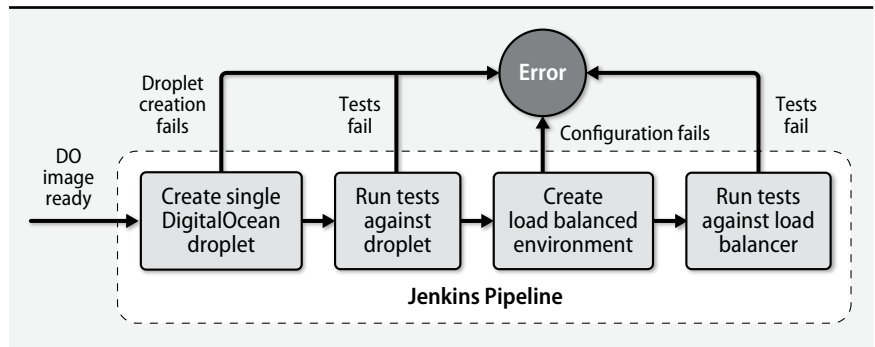 Error
Droplet
creation
fails
Tests
fail
Configuration fails
Tests
fail
DO
image
ready
Create single
DigitalOcean
droplet
Run tests
against
droplet
Create
load balanced
environment
Run tests
against load
balancer
Jenkins Pipeline